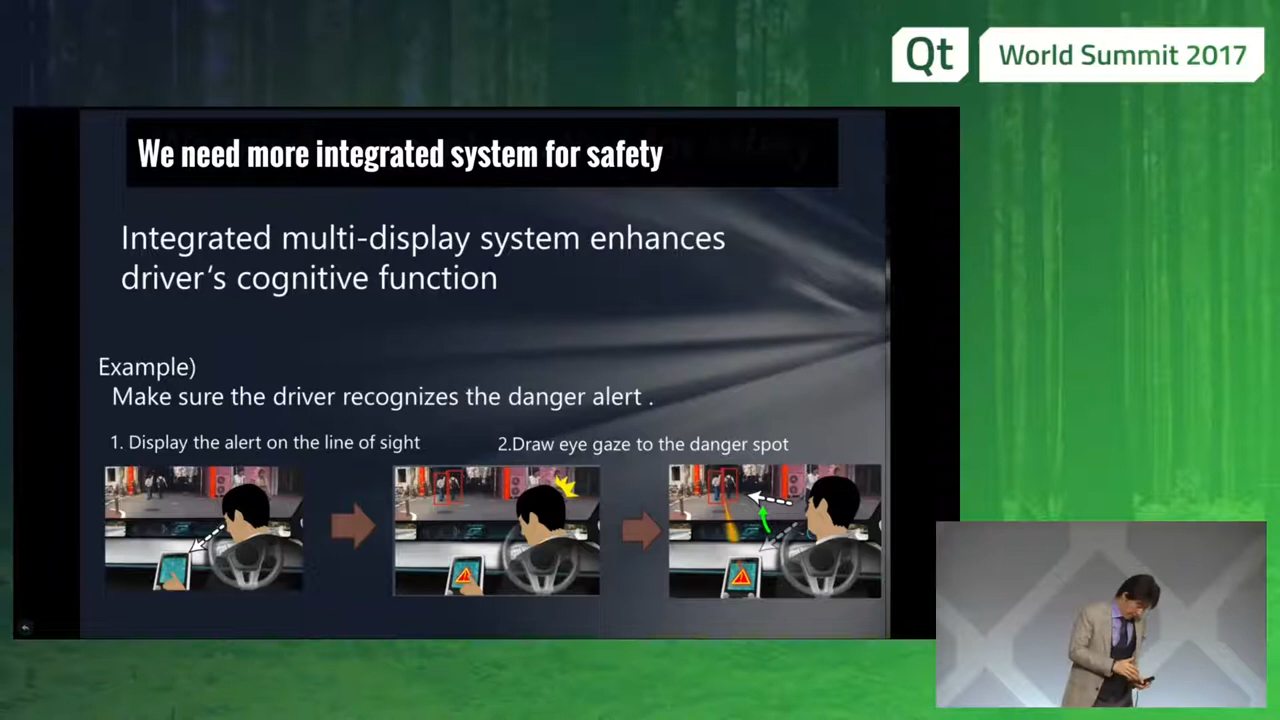 Qt
World Summit 2017
We need more integrated system for safety
Integrated multi-display system enhances
driver's cognitive function
Example)
Make sure the driver recognizes the danger alert .
1. Display the alert on the line of sight
2.Draw eye gaze to the danger spot